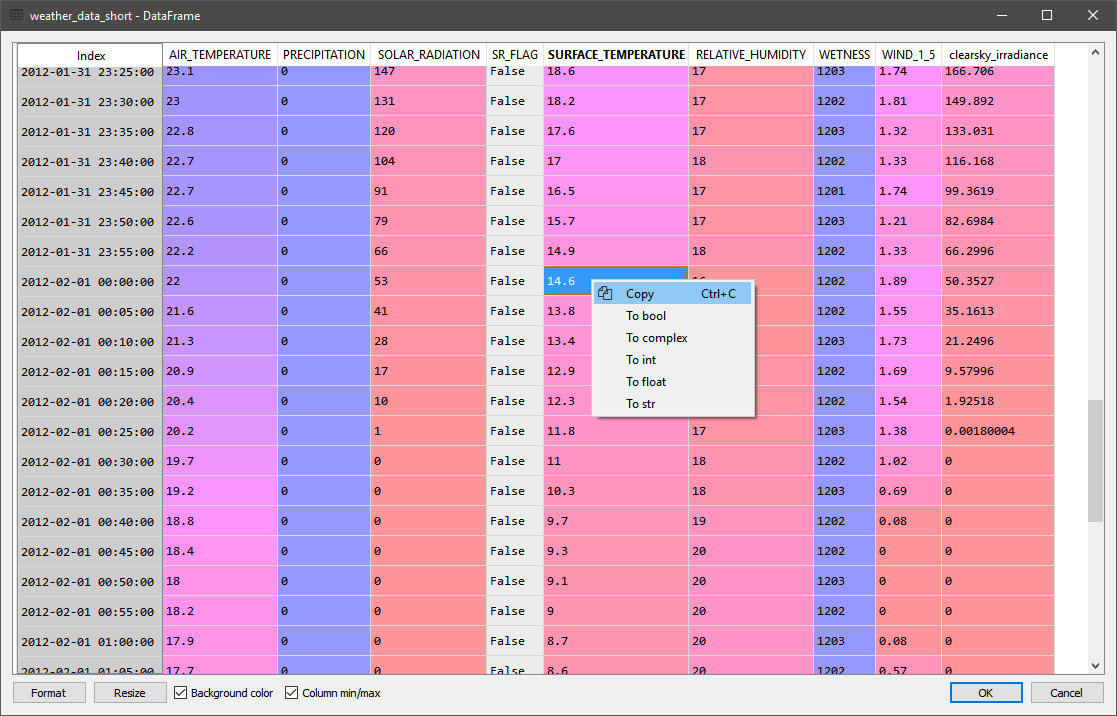 weather_data_short - DataFrame
Index AIR_TEMPERATURE PRECIPITATION SOLAR_RADIATION SR_FLAG SURFACE_TEMPERATURE RELATIVE_HUMIDITY WETNESS WIND_1_5 clearsky_irradiance
2012-01-31 23:25:00 23.1 0 147 False 18.6 17 1203 1.74 166.706
2012-01-31 23:30:00 23 0 131 False 18.2 17 1202 1.81 149.892
2012-01-31 23:35:00 22.8 0 120 False 17.6 17 1203 1.32 133.031
2012-01-31 23:40:00 22.7 0 104 False 17 18 1202 1.33 116.168
2012-01-31 23:45:00 22.7 0 91 False 16.5 17 1201 1.74 99.3619
2012-01-31 23:50:00 22.6 0 79 False 15.7 17 1203 1.21 82.6984
2012-01-31 23:55:00 22.2 0 66 False 14.9 18 1202 1.33 66.2996
2012-02-01 00:00:00 22 0 53 False 14.6 1202 1.89 50.3527
2012-02-01 00:05:00 21.6 0 41 False 13.8 1202 1.55 35.1613
2012-02-01 00:10:00 21.3 0 28 False 13.4 1202 1.73 21.2496
2012-02-01 00:15:00 20.9 0 17 False 12.9 1202 1.69 9.57996
2012-02-01 00:20:00 20.4 0 10 False 12.3 1202 1.54 1.92518
2012-02-01 00:25:00 20.2 0 1 False 11.8 17 1203 1.38 0.00180004
2012-02-01 00:30:00 19.7 0 0 False 11 18 1202 1.02 0
2012-02-01 00:35:00 19.2 0 0 False 10.3 18 1203 0.69 0
2012-02-01 00:40:00 18.8 0 0 False 9.7 19 1202 0.08 0
2012-02-01 00:45:00 18.4 0 0 False 9.3 20 1202 0 0
2012-02-01 00:50:00 18 0 0 False 9.1 20 1203 0 0
2012-02-01 00:55:00 18.2 0 0 False 9 20 1202 0 0
2012-02-01 01:00:00 17.9 0 0 False 8.7 20 1203 0.08 0
2012-02-01 01:05:00 17.7 0 0 False 8.6 20 1202 0.57 0
Copy Ctrl+C
To bool
To complex
To int
To float
To str
Format Resize Background color Column min/max OK Cancel